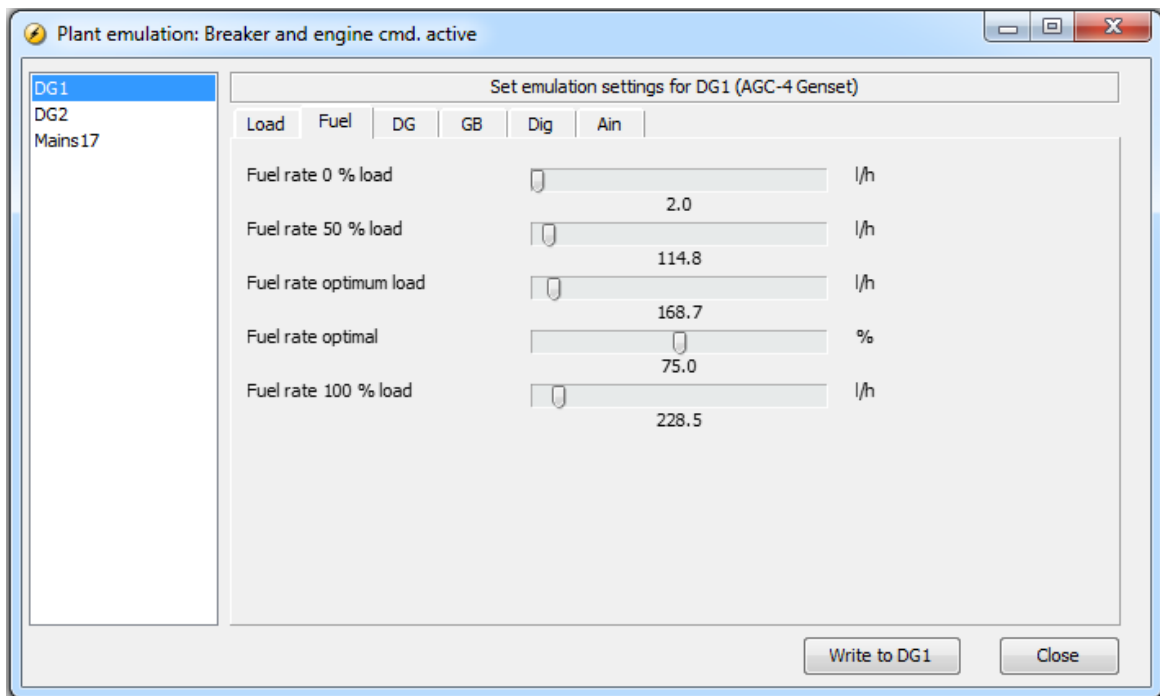 Plant emulation: Breaker and engine cmd. active
DG1
DG2
Mains17
Set emulation settings for DG1 (AGC-4 Genset)
Load Fuel DG GB Dig Ain
Fuel rate 0 % load l/h
2.0
Fuel rate 50 % load l/h
114.8
Fuel rate optimum load l/h
168.7
Fuel rate optimal %
75.0
Fuel rate 100 % load l/h
228.5
Write to DG1 Close